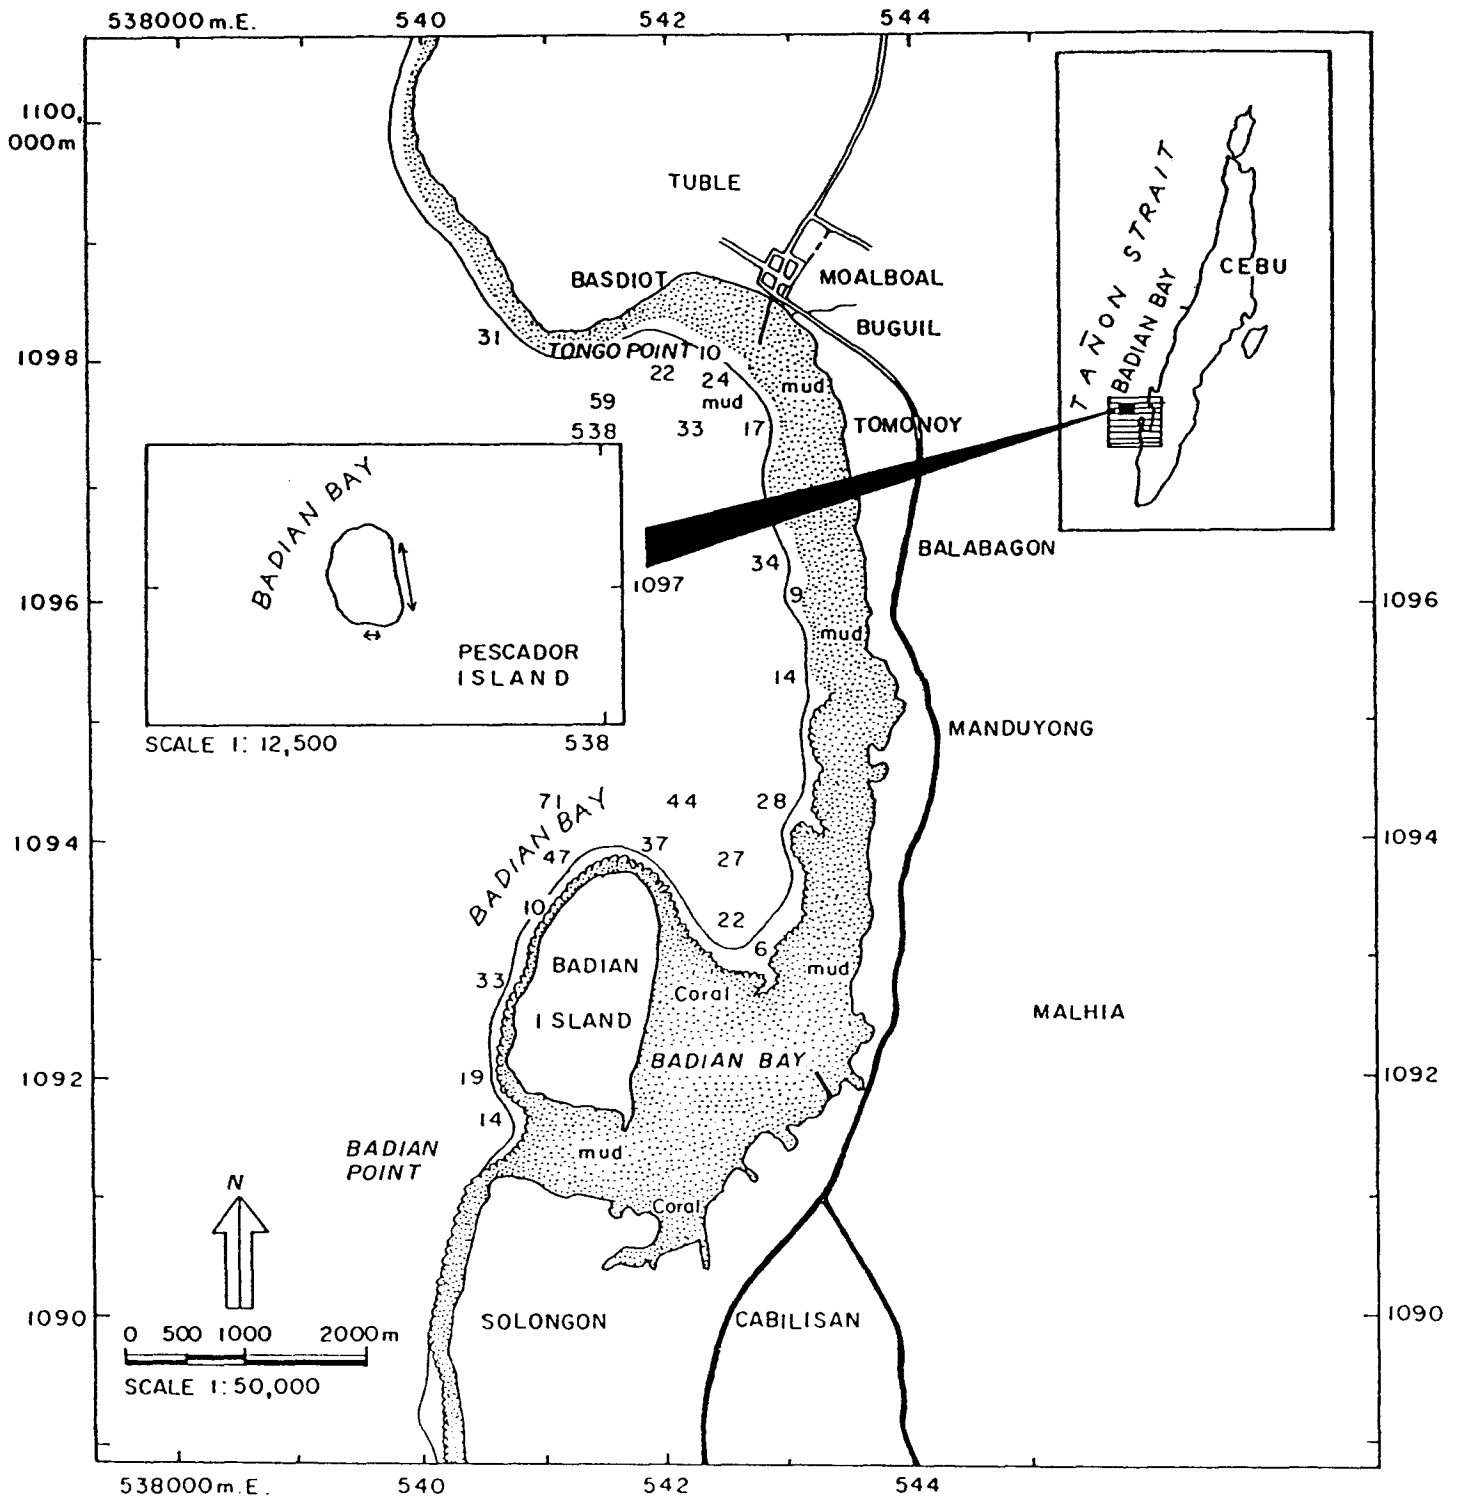 538000m.E.
540
542
544
1100,
000m
TUBLE
TAÑON STRAIT
CEBU
BADIAN BAY
BASDIOT
MOALBOAL
BUGUIL
31
1098
TONGO POINT
10
22
24
mud
mud
59
538
33
17
TOMONOY
BADIAN BAY
34
BALABAGON
1097
9
1096
1096
mud
PESCADOR
ISLAND
14
MANDUYONG
SCALE 1: 12,500
538
71
44
28
BADIAN BAY
1094
1094
47
37
27
10
22
6
33
BADIAN
ISLAND
Coral
mud
MALHIA
BADIAN BAY
1092
19
1092
14
BADIAN
POINT
mud
N
Coral
1090
SOLONGON
CABILISAN
1090
0 500 1000 2000m
SCALE 1:50,000
538000m.E.
540
542
544